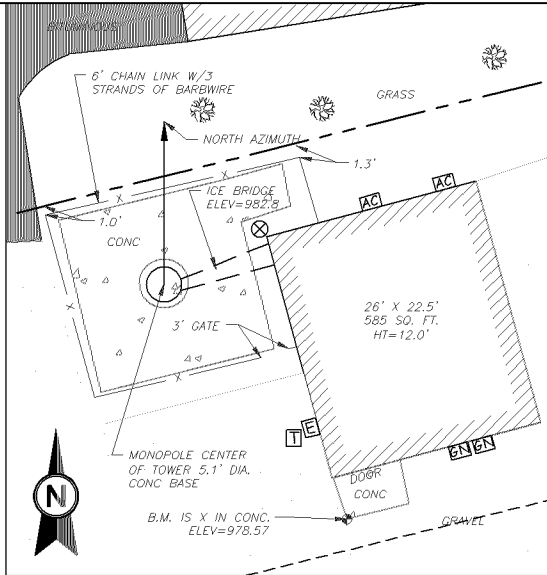 BITUMINOUS
6' CHAIN LINK W/3
STRANDS OF BARBWIRE
GRASS
NORTH AZIMUTH
1.3'
ICE BRIDGE
ELEV=982.8
AC
AC
1.0'
CONC
26' X 22.5'
585 SQ. FT.
HT=12.0'
3' GATE
T
E
GN
GN
MONOPOLE CENTER
OF TOWER 5.1' DIA.
CONC BASE
DOOR
CONC
N
B.M. IS X IN CONC.
ELEV=978.57
GRAVEL